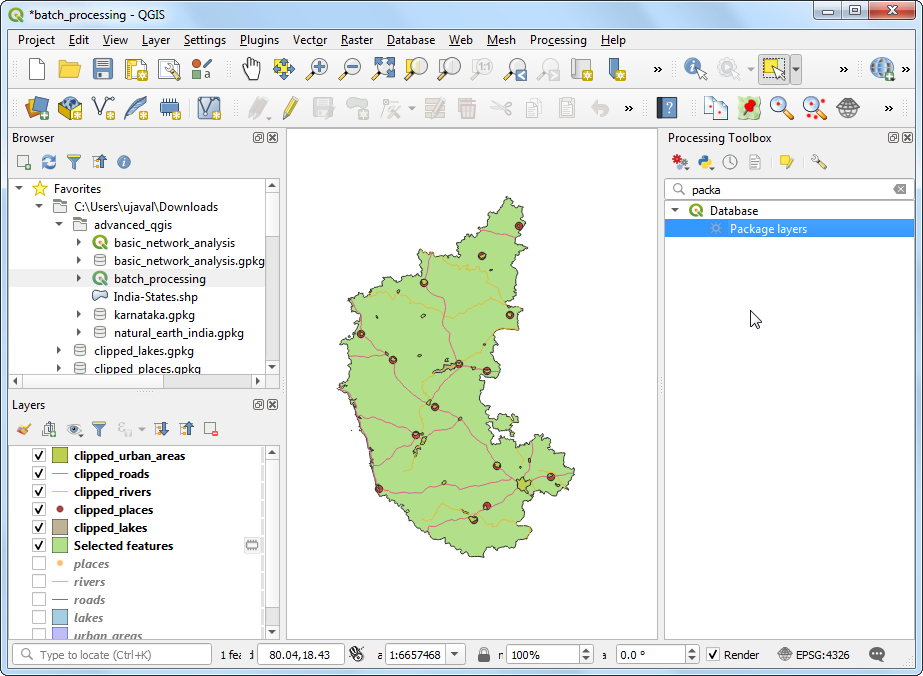 *batch_processing - QGIS
Project Edit View Layer Settings Plugins Vector Raster Database Web Mesh Processing Help
Browser
Favorites
C:\Users\ujaval\Downloads
advanced_qgis
basic_network_analysis
basic_network_analysis.gpkg
batch_processing
India-States.shp
karnataka.gpkg
natural_earth_india.gpkg
clipped_lakes.gpkg
clipped_places.gpkg
Layers
clipped_urban_areas
clipped_roads
clipped_rivers
clipped_places
clipped_lakes
Selected features
places
rivers
roads
lakes
urban_areas
Processing Toolbox
packa
Database
Package layers
Type to locate (Ctrl+K) 1 fea 80.04,18.43 1:6657468 100% 0.0 ° Render EPSG:4326